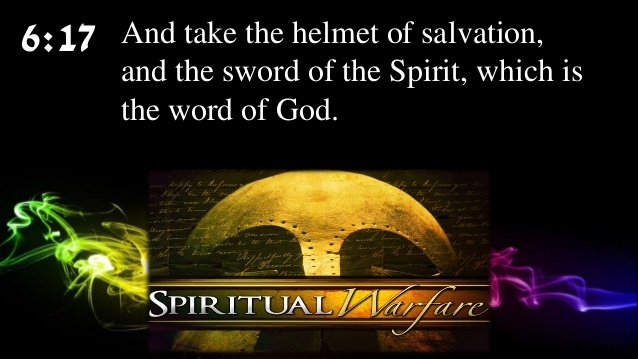 6:17
And take the helmet of salvation,
and the sword of the Spirit, which is
the word of God.
SPIRITUAL Warfare